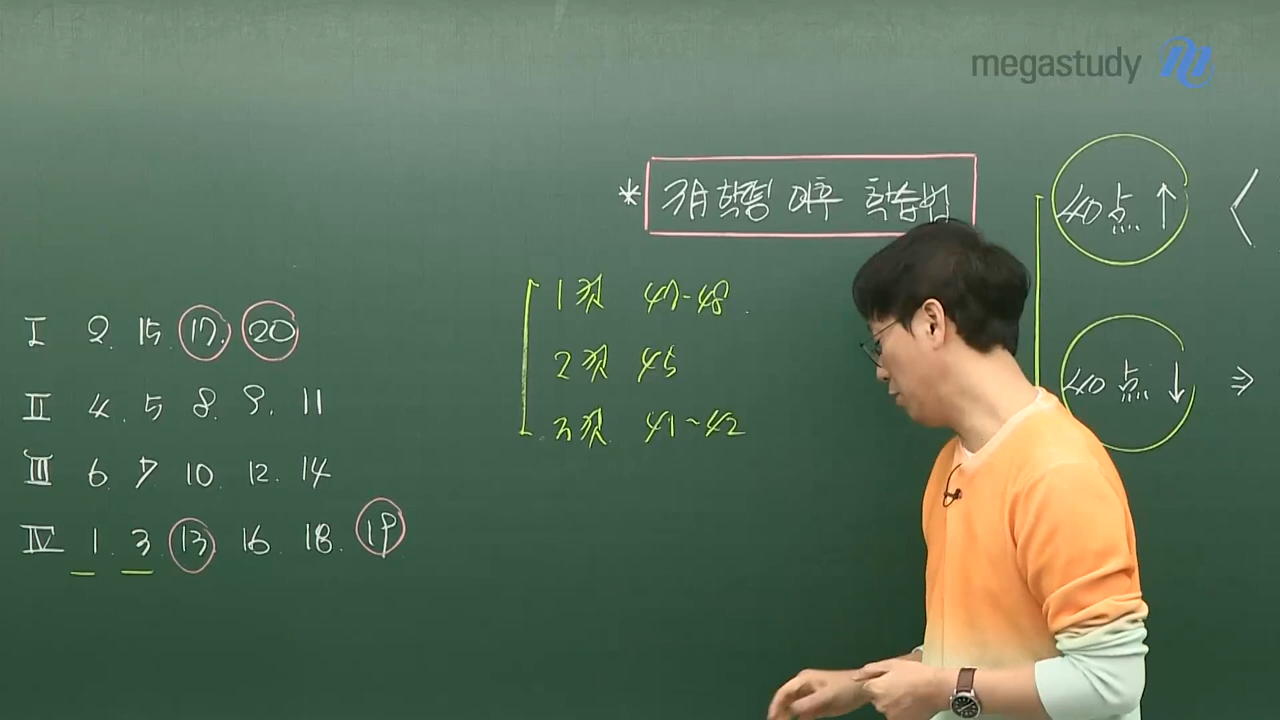 megastudy
* 3月 학평 이후 학습법
40点 ↑ <
40点 ↓ ⇒
1컷 47-48.
2컷 45
3컷 41~42
I 2. 15. 17. 20
II 4. 5. 8. 9. 11
III 6. 7. 10. 12. 14
IV 1. 3. 13. 16. 18. 19